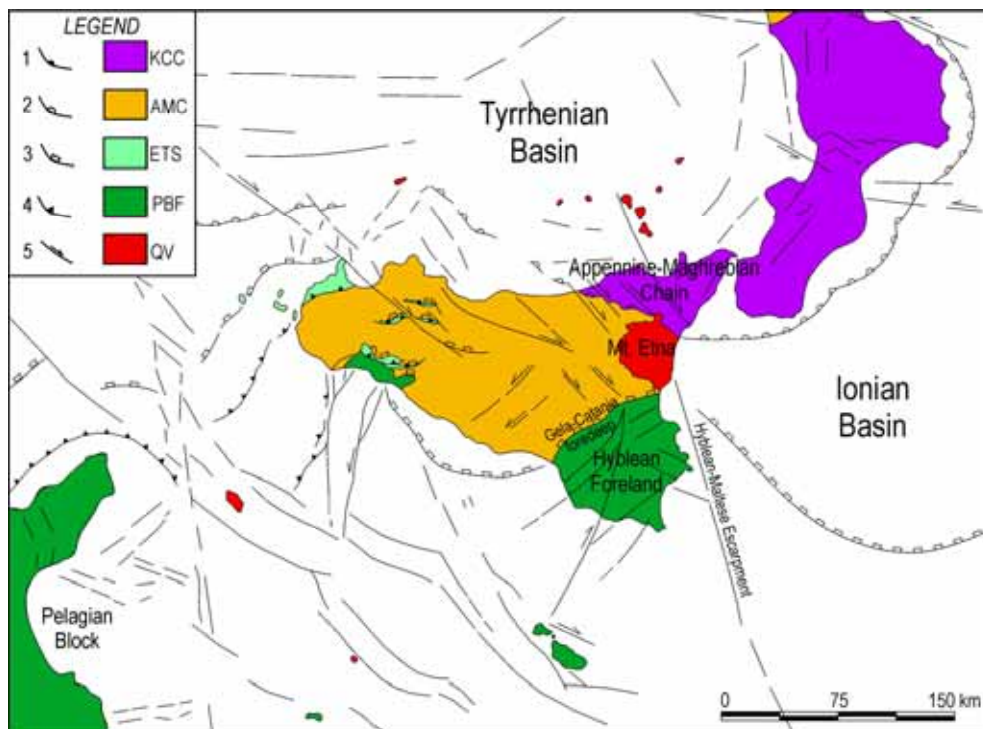 LEGEND
1 KCC
2 AMC
3 ETS
4 PBF
5 QV
Tyrrhenian
Basin
Appennine-Maghrebian
Chain
Mt. Etna
Ionian
Basin
Gela-Catania
foredeep
Hyblean
Foreland
Hyblean-Maltese Escarpment
Pelagian
Block
0 75 150 km